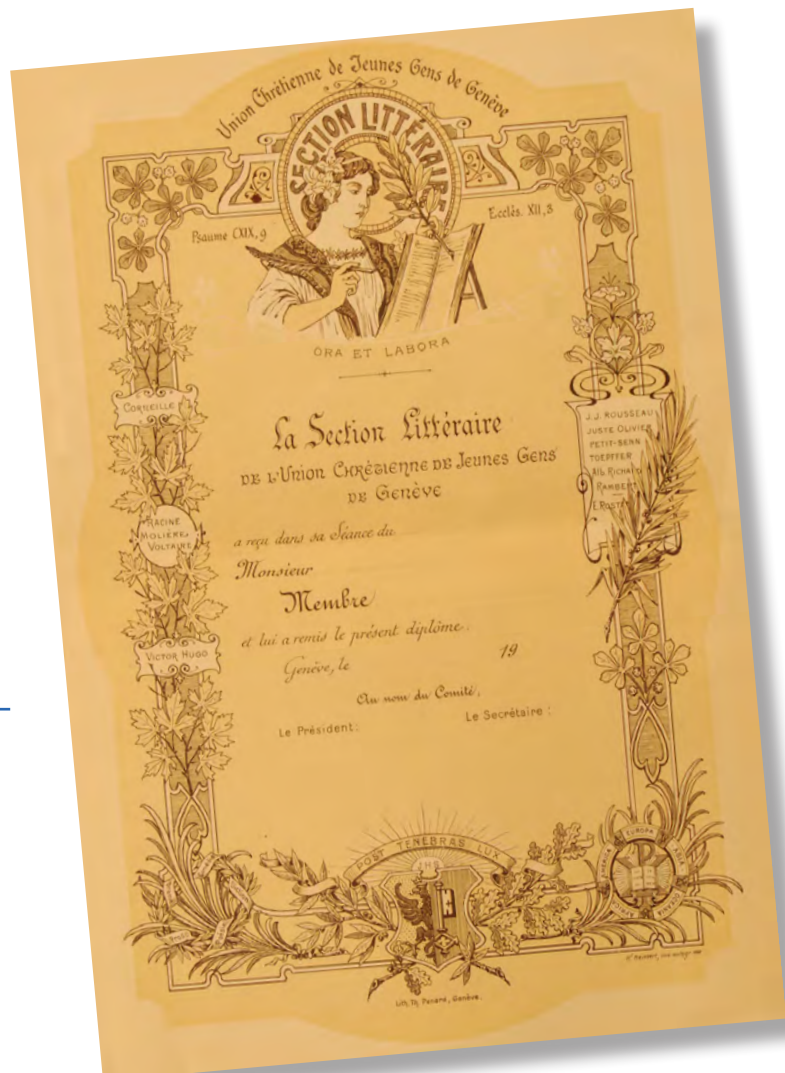 Union Chrétienne de Jeunes Gens de Genève
SECTION LITTÉRAIRE
Psaume CXIX, 9
Ecclés. XII, 3
ORA ET LABORA
CORNEILLE
RACINE
MOLIÈRE
VOLTAIRE
VICTOR HUGO
J.J. ROUSSEAU
JUSTE OLIVIER
PETIT-SENN
TOEPFFER
Alb. RICHARD
RAMBERT
La Section Littéraire
DE L'UNION CHRÉTIENNE DE JEUNES GENS
DE GENÈVE
a reçu dans sa Séance du
Monsieur
Membre
et lui a remis le présent diplôme.
Genève, le 19
Au nom du Comité,
Le Président: Le Secrétaire:
POST TENEBRAS LUX
JHS
EUROPA
Lith. Th. Genève.